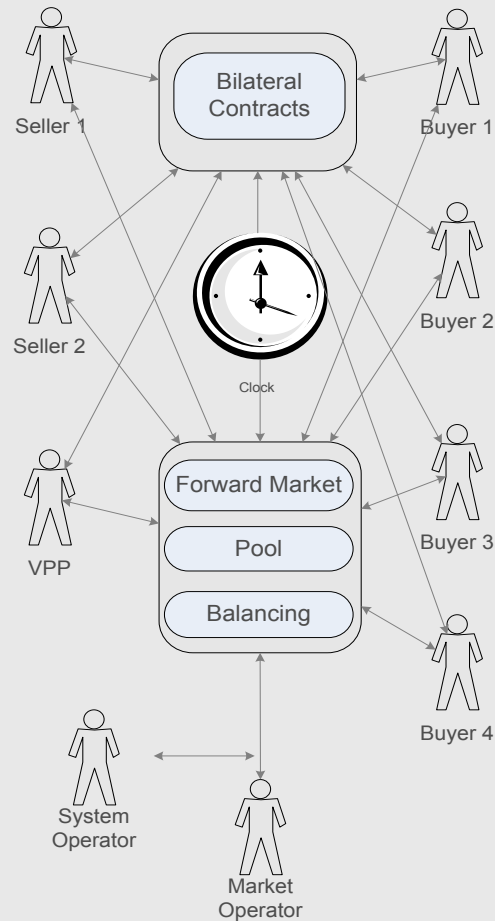 Bilateral
Contracts
Seller 1
Buyer 1
Seller 2
Buyer 2
Clock
Forward Market
Pool
Balancing
VPP
Buyer 3
Buyer 4
System
Operator
Market
Operator